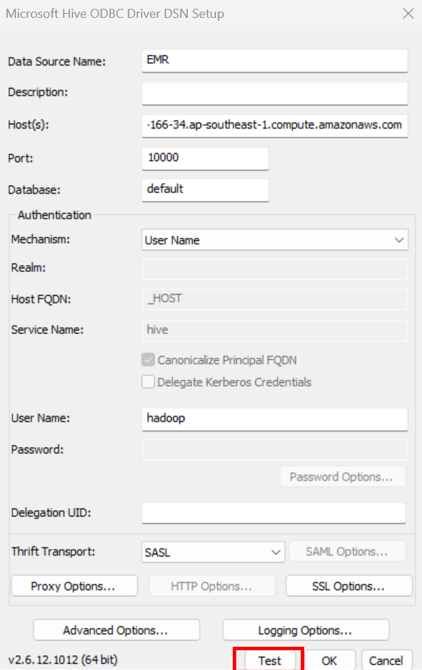 Microsoft Hive ODBC Driver DSN Setup
Data Source Name: EMR
Description:
Host(s): -166-34.ap-southeast-1.compute.amazonaws.com
Port: 10000
Database: default
Authentication
Mechanism: User Name
Realm:
Host FQDN: _HOST
Service Name: hive
Canonicalize Principal FQDN
Delegate Kerberos Credentials
User Name: hadoop
Password:
Password Options...
Delegation UID:
Thrift Transport: SASL SAML Options...
Proxy Options... HTTP Options... SSL Options...
Advanced Options... Logging Options...
v2.6.12.1012 (64 bit) Test OK Cancel